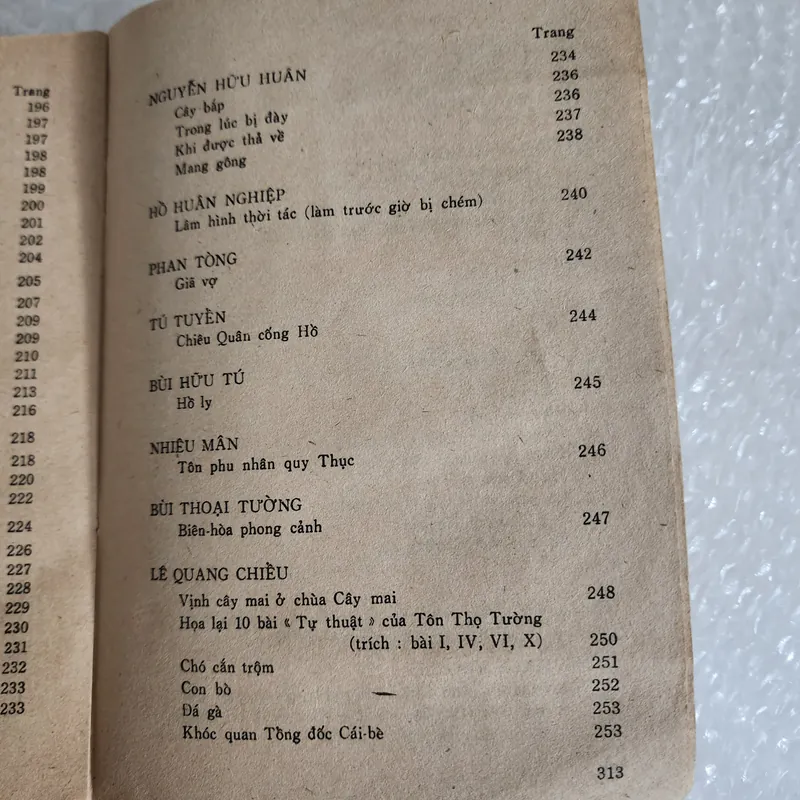 Trang
196
197
197
198
198
199
200
201
202
204
205
207
209
209
210
211
213
216
218
218
220
222
224
226
227
228
229
230
231
232
233
233
Trang
NGUYỄN HỮU HUÂN 234
Cây bắp 236
Trong lúc bị đày 236
Khi được thả về 237
Mang gông 238
HỒ HUÂN NGHIỆP
Lâm hình thời tác (làm trước giờ bị chém) 240
PHAN TÒNG
Giã vợ 242
TÚ TUYỀN
Chiêu Quân cống Hồ 244
BÙI HỮU TÚ
Hồ ly 245
NHIỆU MÂN
Tôn phu nhân quy Thục 246
BÙI THOẠI TƯỜNG
Biên-hòa phong cảnh 247
LÊ QUANG CHIỀU
Vịnh cây mai ở chùa Cây mai 248
Họa lại 10 bài « Tự thuật » của Tôn Thọ Tường
(trích : bài I, IV, VI, X) 250
Chó cắn trộm 251
Con bò 252
Đá gà 253
Khóc quan Tổng đốc Cái-bè 253
313